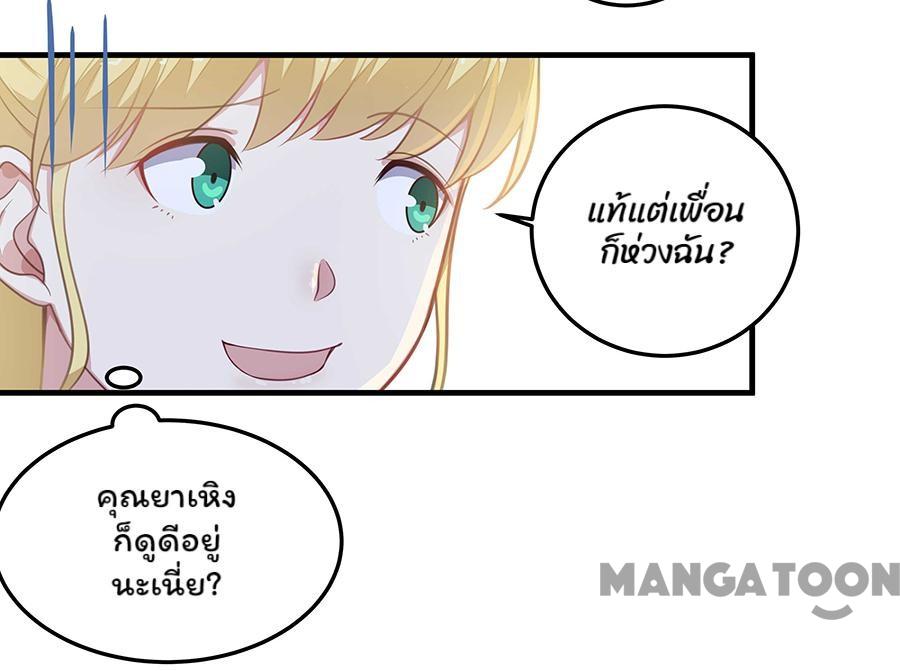 แท้แต่เพื่อน
ก็ห่วงฉัน?
คุณยาเหิง
ก็ดูดีอยู่
นะเนี่ย?
MANGATOON